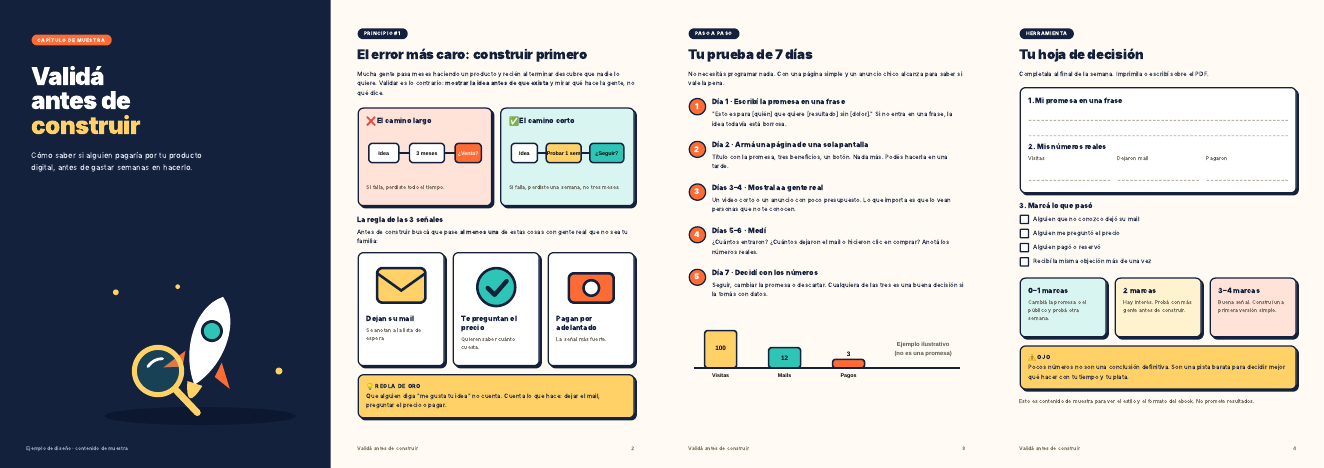 CAPÍTULO DE MUESTRA
Validá
antes de
construir
Cómo saber si alguien pagaría por tu producto
digital, antes de gastar semanas en hacerlo.
Ejemplo de diseño · contenido de muestra
PRINCIPIO #1
El error más caro: construir primero
Mucha gente pasa meses haciendo un producto y recién al terminar descubre que nadie lo
quiere. Validar es lo contrario: mostrar la idea antes de que exista y mirar qué hace la gente, no
qué dice.
❌ El camino largo
Idea
3 meses
¿Venta?
Si falla, perdiste todo el tiempo.
✅ El camino corto
Idea
Probar 1 sem
¿Seguir?
Si falla, perdiste una semana, no tres meses.
La regla de las 3 señales
Antes de construir buscá que pase al menos una de estas cosas con gente real que no sea tu
familia:
Dejan su mail
Se anotan a la lista de
espera.
Te preguntan el
precio
Quieren saber cuánto
cuesta.
Pagan por
adelantado
La señal más fuerte.
💡 REGLA DE ORO
Que alguien diga "me gusta tu idea" no cuenta. Cuenta lo que hace: dejar el mail,
preguntar el precio o pagar.
Validá antes de construir
2
PASO A PASO
Tu prueba de 7 días
No necesitás programar nada. Con una página simple y un anuncio chico alcanza para saber si
vale la pena.
1
Día 1 · Escribí la promesa en una frase
"Esto es para [quién] que quiere [resultado] sin [dolor]." Si no entra en una frase, la
idea todavía está borrosa.
2
Día 2 · Armá una página de una sola pantalla
Título con la promesa, tres beneficios, un botón. Nada más. Podés hacerla en una
tarde.
3
Días 3-4 · Mostrala a gente real
Un video corto o un anuncio con poco presupuesto. Lo que importa es que lo vean
personas que no te conocen.
4
Días 5-6 · Medí
¿Cuántos entraron? ¿Cuántos dejaron el mail o hicieron clic en comprar? Anotá los
números reales.
5
Día 7 · Decidí con los números
Seguir, cambiar la promesa o descartar. Cualquiera de las tres es una buena decisión si
la tomás con datos.
100
12
3
Visitas
Mails
Pagos
Ejemplo ilustrativo
(no es una promesa)
Validá antes de construir
3
HERRAMIENTA
Tu hoja de decisión
Completala al final de la semana. Imprimila o escribí sobre el PDF.
1. Mi promesa en una frase
2. Mis números reales
Visitas
Dejaron mail
Pagaron
3. Marcá lo que pasó
Alguien que no conozco dejó su mail
Alguien me preguntó el precio
Alguien pagó o reservó
Recibí la misma objeción más de una vez
0-1 marcas
Cambiá la promesa o el
público y probá otra
semana.
2 marcas
Hay interés. Probá con más
gente antes de construir.
3-4 marcas
Buena señal. Construí una
primera versión simple.
⚠️ OJO
Pocos números no son una conclusión definitiva. Son una pista barata para decidir mejor
qué hacer con tu tiempo y tu plata.
Esto es contenido de muestra para ver el estilo y el formato del ebook. No promete resultados.
Validá antes de construir
4